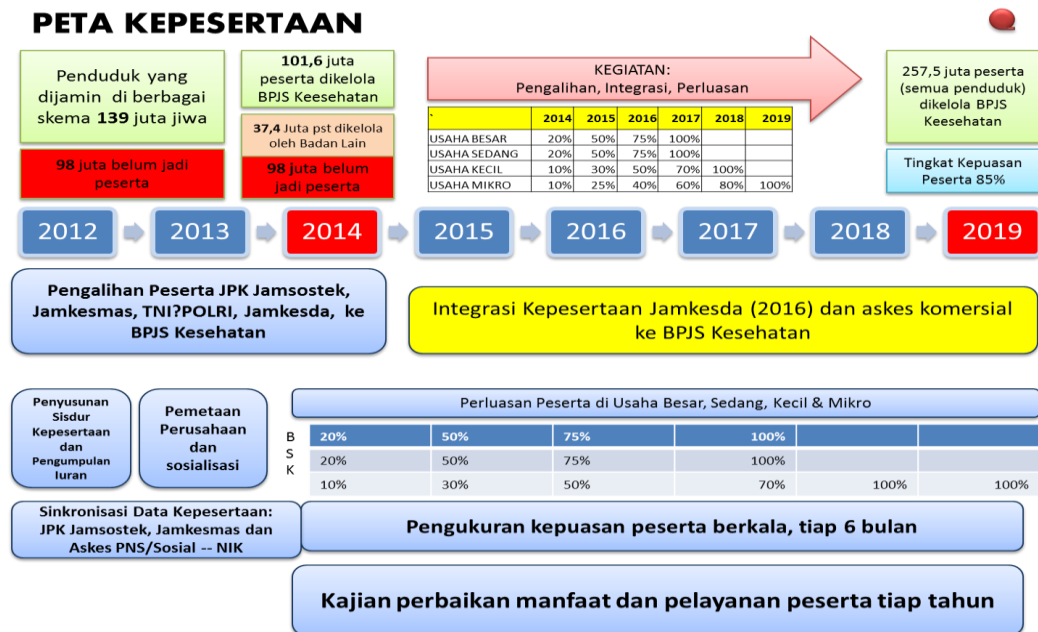 PETA KEPESERTAAN
Penduduk yang
dijamin di berbagai
skema 139 juta jiwa
98 juta belum jadi
peserta
101,6 juta
peserta dikelola
BPJS Keesehatan
37,4 Juta pst dikelola
oleh Badan Lain
98 juta belum
jadi peserta
KEGIATAN:
Pengalihan, Integrasi, Perluasan
` 2014 2015 2016 2017 2018 2019
USAHA BESAR 20% 50% 75% 100%
USAHA SEDANG 20% 50% 75% 100%
USAHA KECIL 10% 30% 50% 70% 100%
USAHA MIKRO 10% 25% 40% 60% 80% 100%
257,5 juta peserta
(semua penduduk)
dikelola BPJS
Keesehatan
Tingkat Kepuasan
Peserta 85%
2012 2013 2014 2015 2016 2017 2018 2019
Pengalihan Peserta JPK Jamsostek,
Jamkesmas, TNI?POLRI, Jamkesda, ke
BPJS Kesehatan
Integrasi Kepesertaan Jamkesda (2016) dan askes komersial
ke BPJS Kesehatan
Penyusunan
Sisdur
Kepesertaan
dan
Pengumpulan
Iuran
Pemetaan
Perusahaan
dan
sosialisasi
Perluasan Peserta di Usaha Besar, Sedang, Kecil & Mikro
B 20% 50% 75% 100%
S 20% 50% 75% 100%
K 10% 30% 50% 70% 100% 100%
Sinkronisasi Data Kepesertaan:
JPK Jamsostek, Jamkesmas dan
Askes PNS/Sosial -- NIK
Pengukuran kepuasan peserta berkala, tiap 6 bulan
Kajian perbaikan manfaat dan pelayanan peserta tiap tahun